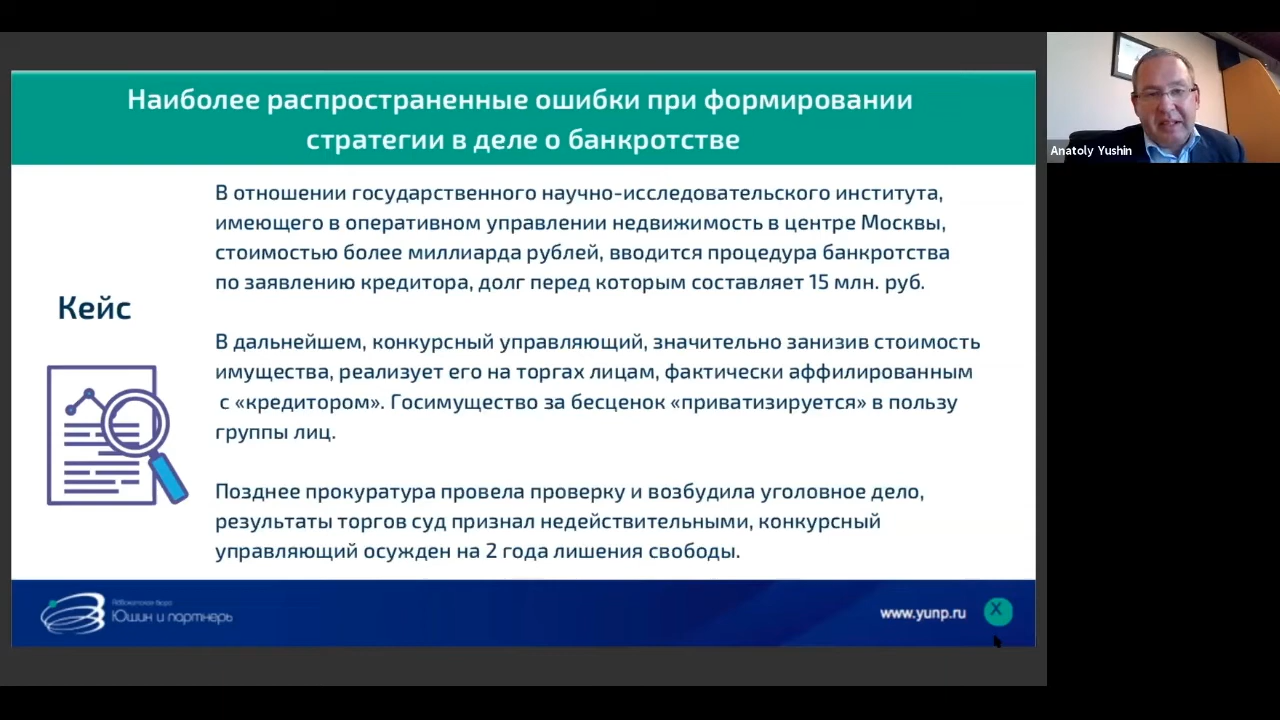 Наиболее распространенные ошибки при формировании
стратегии в деле о банкротстве
Anatoly Yushin
Кейс
В отношении государственного научно-исследовательского института,
имеющего в оперативном управлении недвижимость в центре Москвы,
стоимостью более миллиарда рублей, вводится процедура банкротства
по заявлению кредитора, долг перед которым составляет 15 млн. руб.
В дальнейшем, конкурсный управляющий, значительно занизив стоимость
имущества, реализует его на торгах лицам, фактически аффилированным
с «кредитором». Госимущество за бесценок «приватизируется» в пользу
группы лиц.
Позднее прокуратура провела проверку и возбудила уголовное дело,
результаты торгов суд признал недействительными, конкурсный
управляющий осужден на 2 года лишения свободы.
Адвокатское бюро
Юшин и партнеры
www.yunp.ru
X